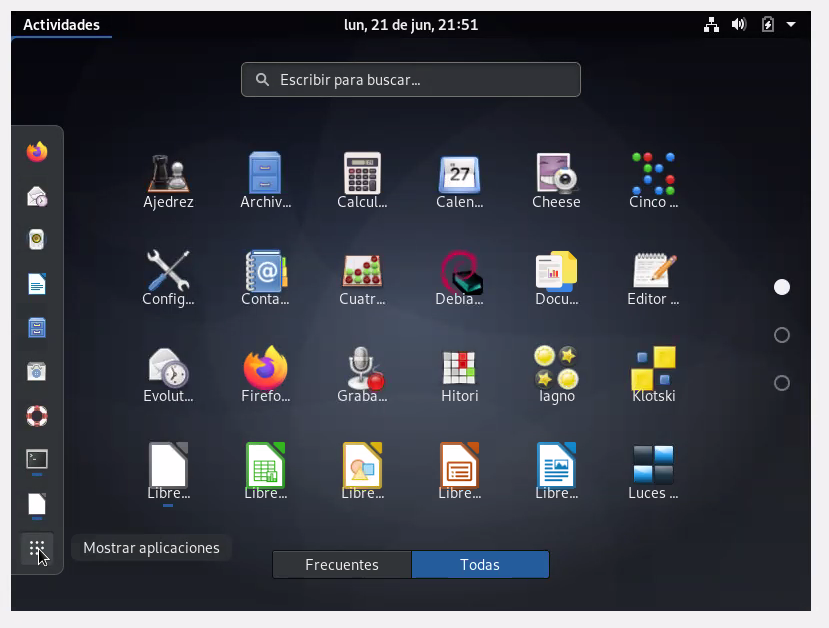 Actividades
lun, 21 de jun, 21:51
Escribir para buscar...
Ajedrez
Archiv...
Calcul...
Calen...
Cheese
Cinco ...
27
Config...
Conta...
Cuatr...
Debia...
Docu...
Editor ...
Evolut...
Firefo...
Graba...
Hitori
Iagno
Klotski
Libre...
Libre...
Libre...
Libre...
Libre...
Luces ...
Mostrar aplicaciones
Frecuentes
Todas